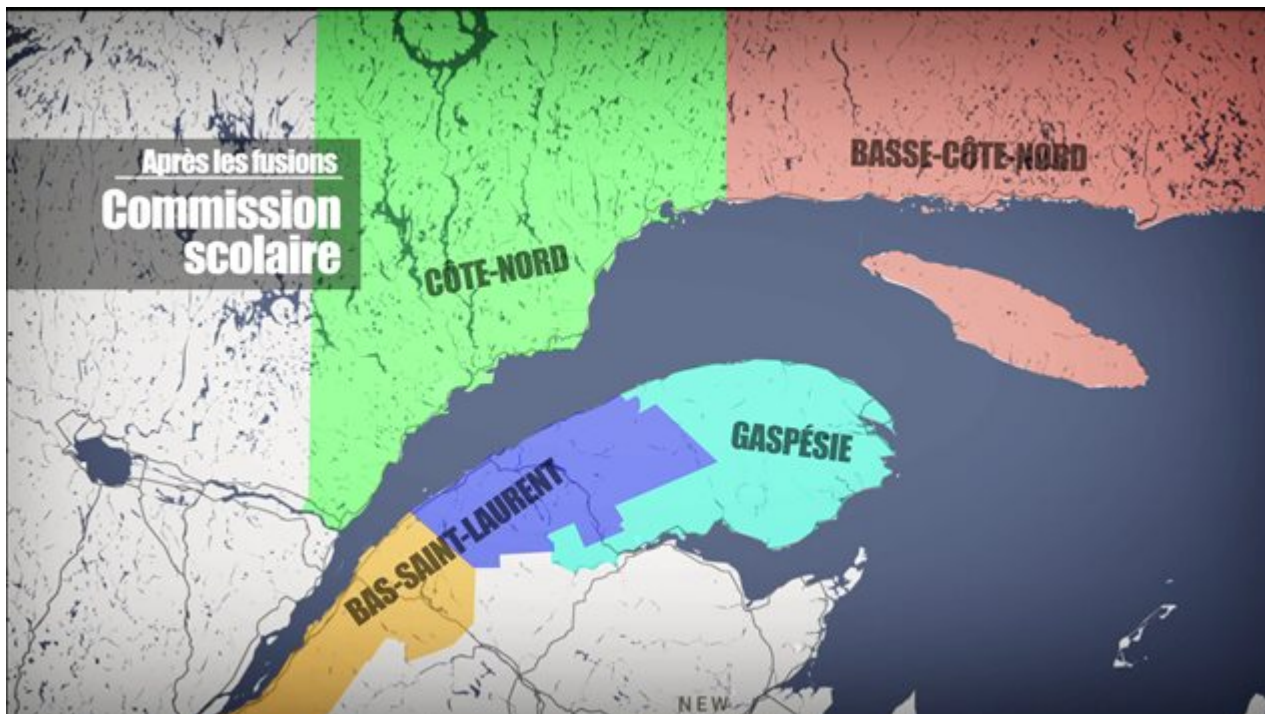 Après les fusions
Commission
scolaire
BASSE-CÔTE-NORD
CÔTE-NORD
GASPÉSIE
BAS-SAINT-LAURENT
NEW